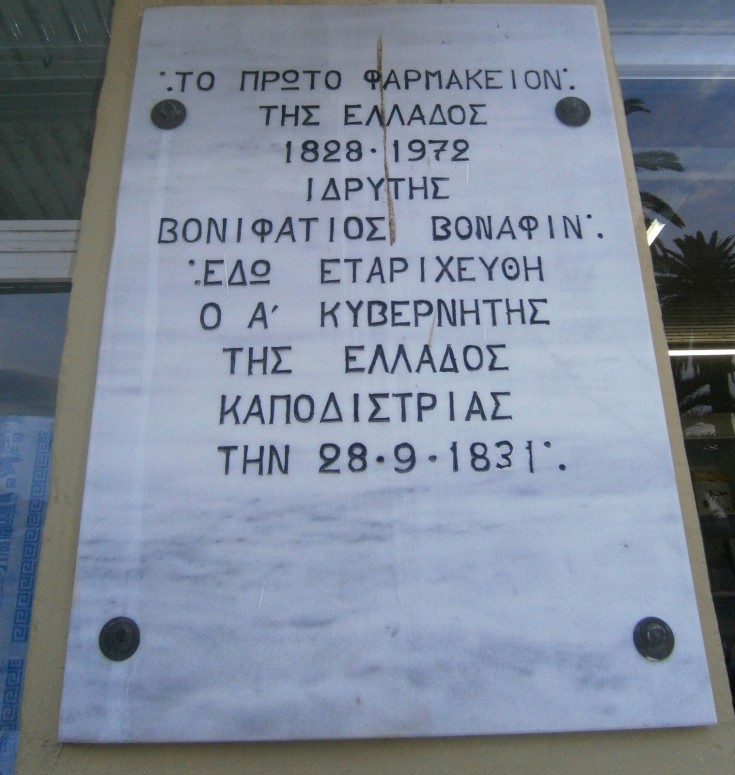 ∵ΤΟ ΠΡΩΤΟ ΦΑΡΜΑΚΕΙΟΝ∵
ΤΗΣ ΕΛΛΑΔΟΣ
1828·1972
ΙΔΡΥΤΗΣ
ΒΟΝΙΦΑΤΙΟΣ ΒΟΝΑΦΙΝ∵
∵ΕΔΩ ΕΤΑΡΙΧΕΥΘΗ
Ο Α΄ ΚΥΒΕΡΝΗΤΗΣ
ΤΗΣ ΕΛΛΑΔΟΣ
ΚΑΠΟΔΙΣΤΡΙΑΣ
ΤΗΝ 28·9·1831∵